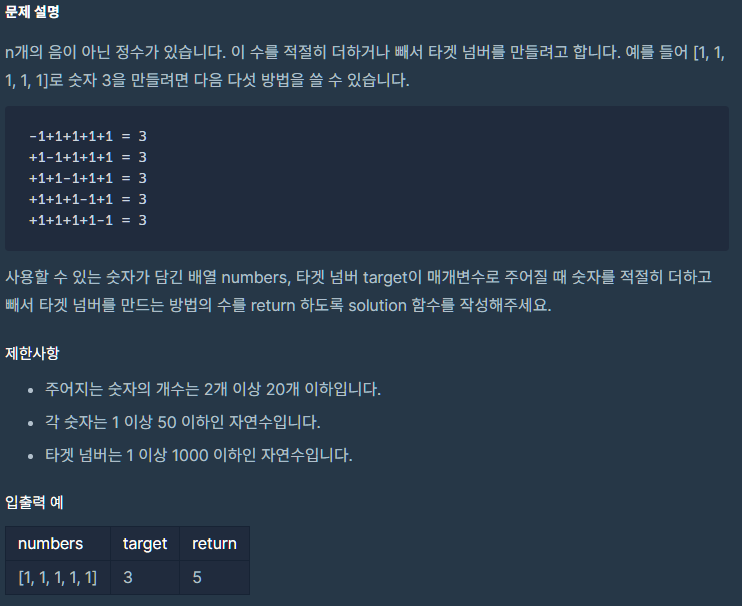 문제 설명
n개의 음이 아닌 정수가 있습니다. 이 수를 적절히 더하거나 빼서 타겟 넘버를 만들려고 합니다. 예를 들어 [1, 1,
1, 1, 1]로 숫자 3을 만들려면 다음 다섯 방법을 쓸 수 있습니다.
-1+1+1+1+1 = 3
+1-1+1+1+1 = 3
+1+1-1+1+1 = 3
+1+1+1-1+1 = 3
+1+1+1+1-1 = 3
사용할 수 있는 숫자가 담긴 배열 numbers, 타겟 넘버 target이 매개변수로 주어질 때 숫자를 적절히 더하고
빼서 타겟 넘버를 만드는 방법의 수를 return 하도록 solution 함수를 작성해주세요.
제한사항
• 주어지는 숫자의 개수는 2개 이상 20개 이하입니다.
• 각 숫자는 1 이상 50 이하인 자연수입니다.
• 타겟 넘버는 1 이상 1000 이하인 자연수입니다.
입출력 예
numbers target return
[1, 1, 1, 1, 1] 3 5